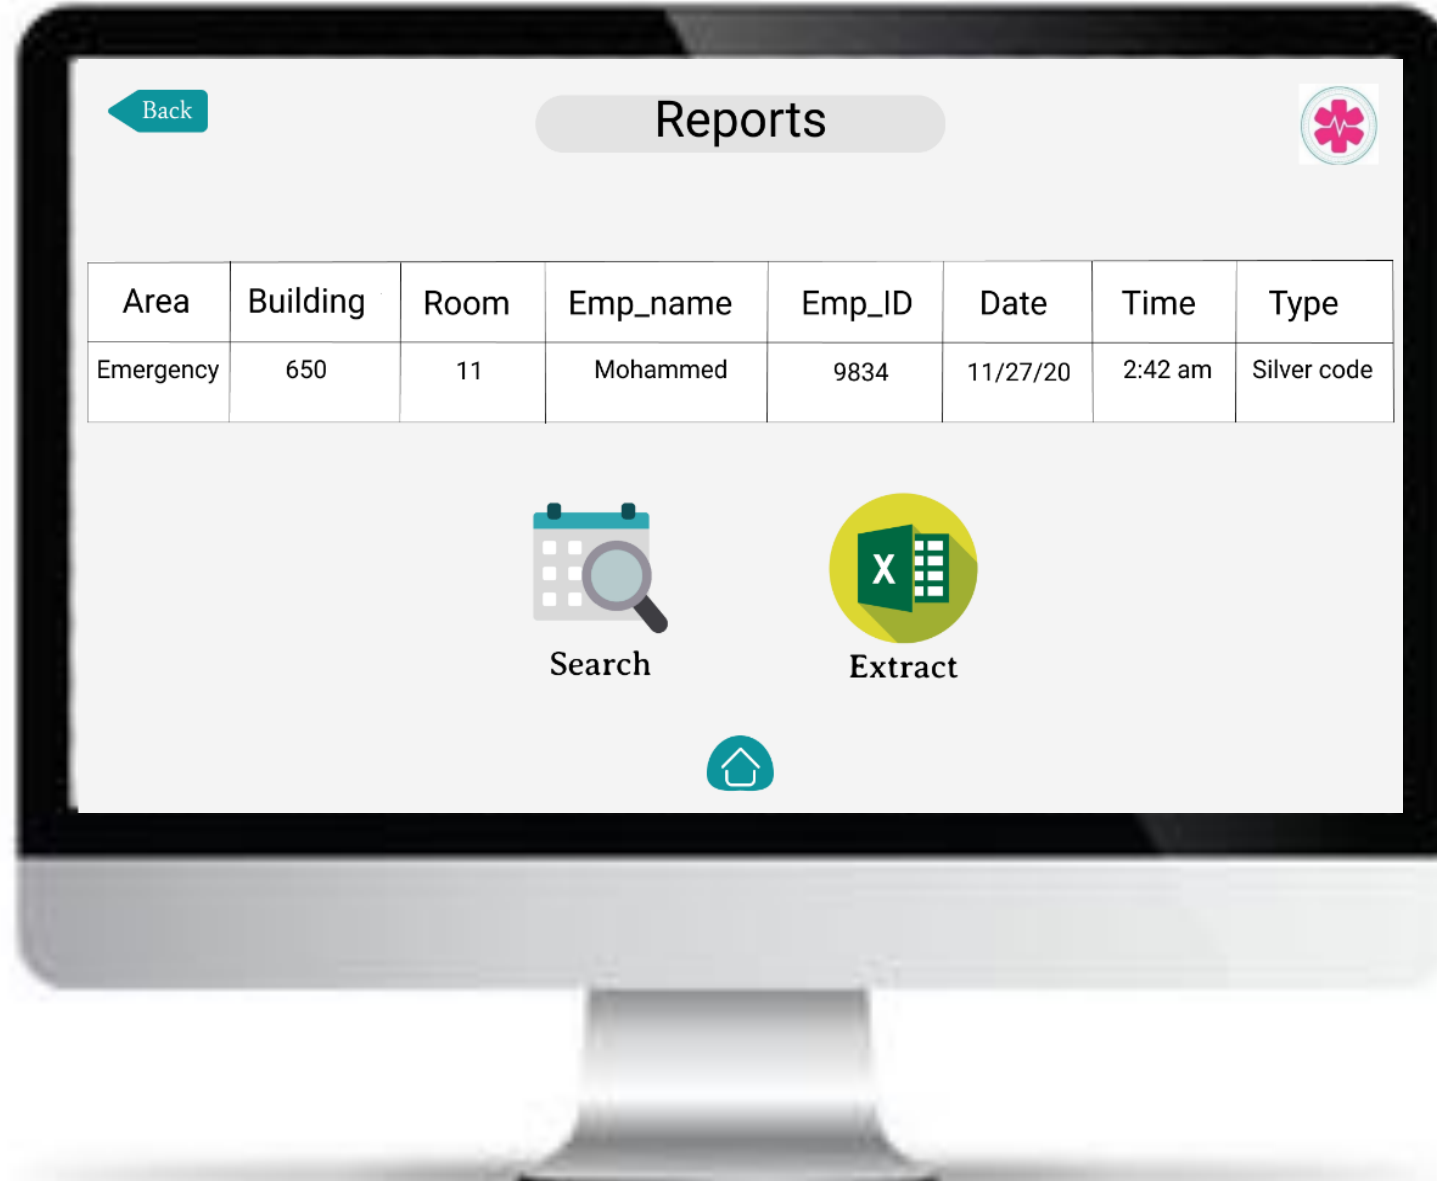 Back
Reports
Area Building Room Emp_name Emp_ID Date Time Type
Emergency 650 11 Mohammed 9834 11/27/20 2:42 am Silver code
X
Search Extract